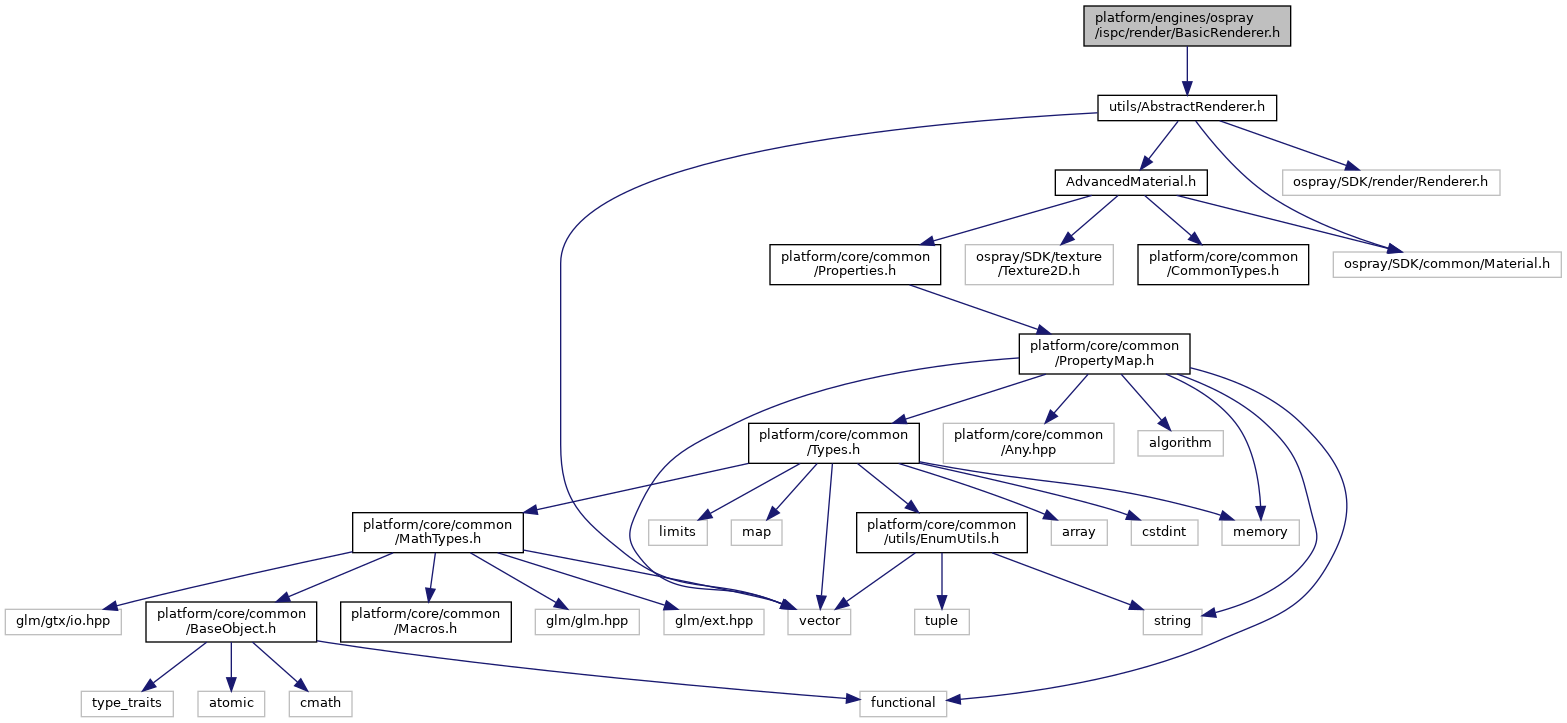 platform/engines/ospray
/ispc/render/BasicRenderer.h
utils/AbstractRenderer.h
AdvancedMaterial.h
ospray/SDK/render/Renderer.h
platform/core/common
/Properties.h
ospray/SDK/texture
/Texture2D.h
platform/core/common
/CommonTypes.h
ospray/SDK/common/Material.h
platform/core/common
/PropertyMap.h
platform/core/common
/Types.h
platform/core/common
/Any.hpp
algorithm
platform/core/common
/MathTypes.h
limits
map
platform/core/common
/utils/EnumUtils.h
array
cstdint
memory
glm/gtx/io.hpp
platform/core/common
/BaseObject.h
platform/core/common
/Macros.h
glm/glm.hpp
glm/ext.hpp
vector
tuple
string
type_traits
atomic
cmath
functional